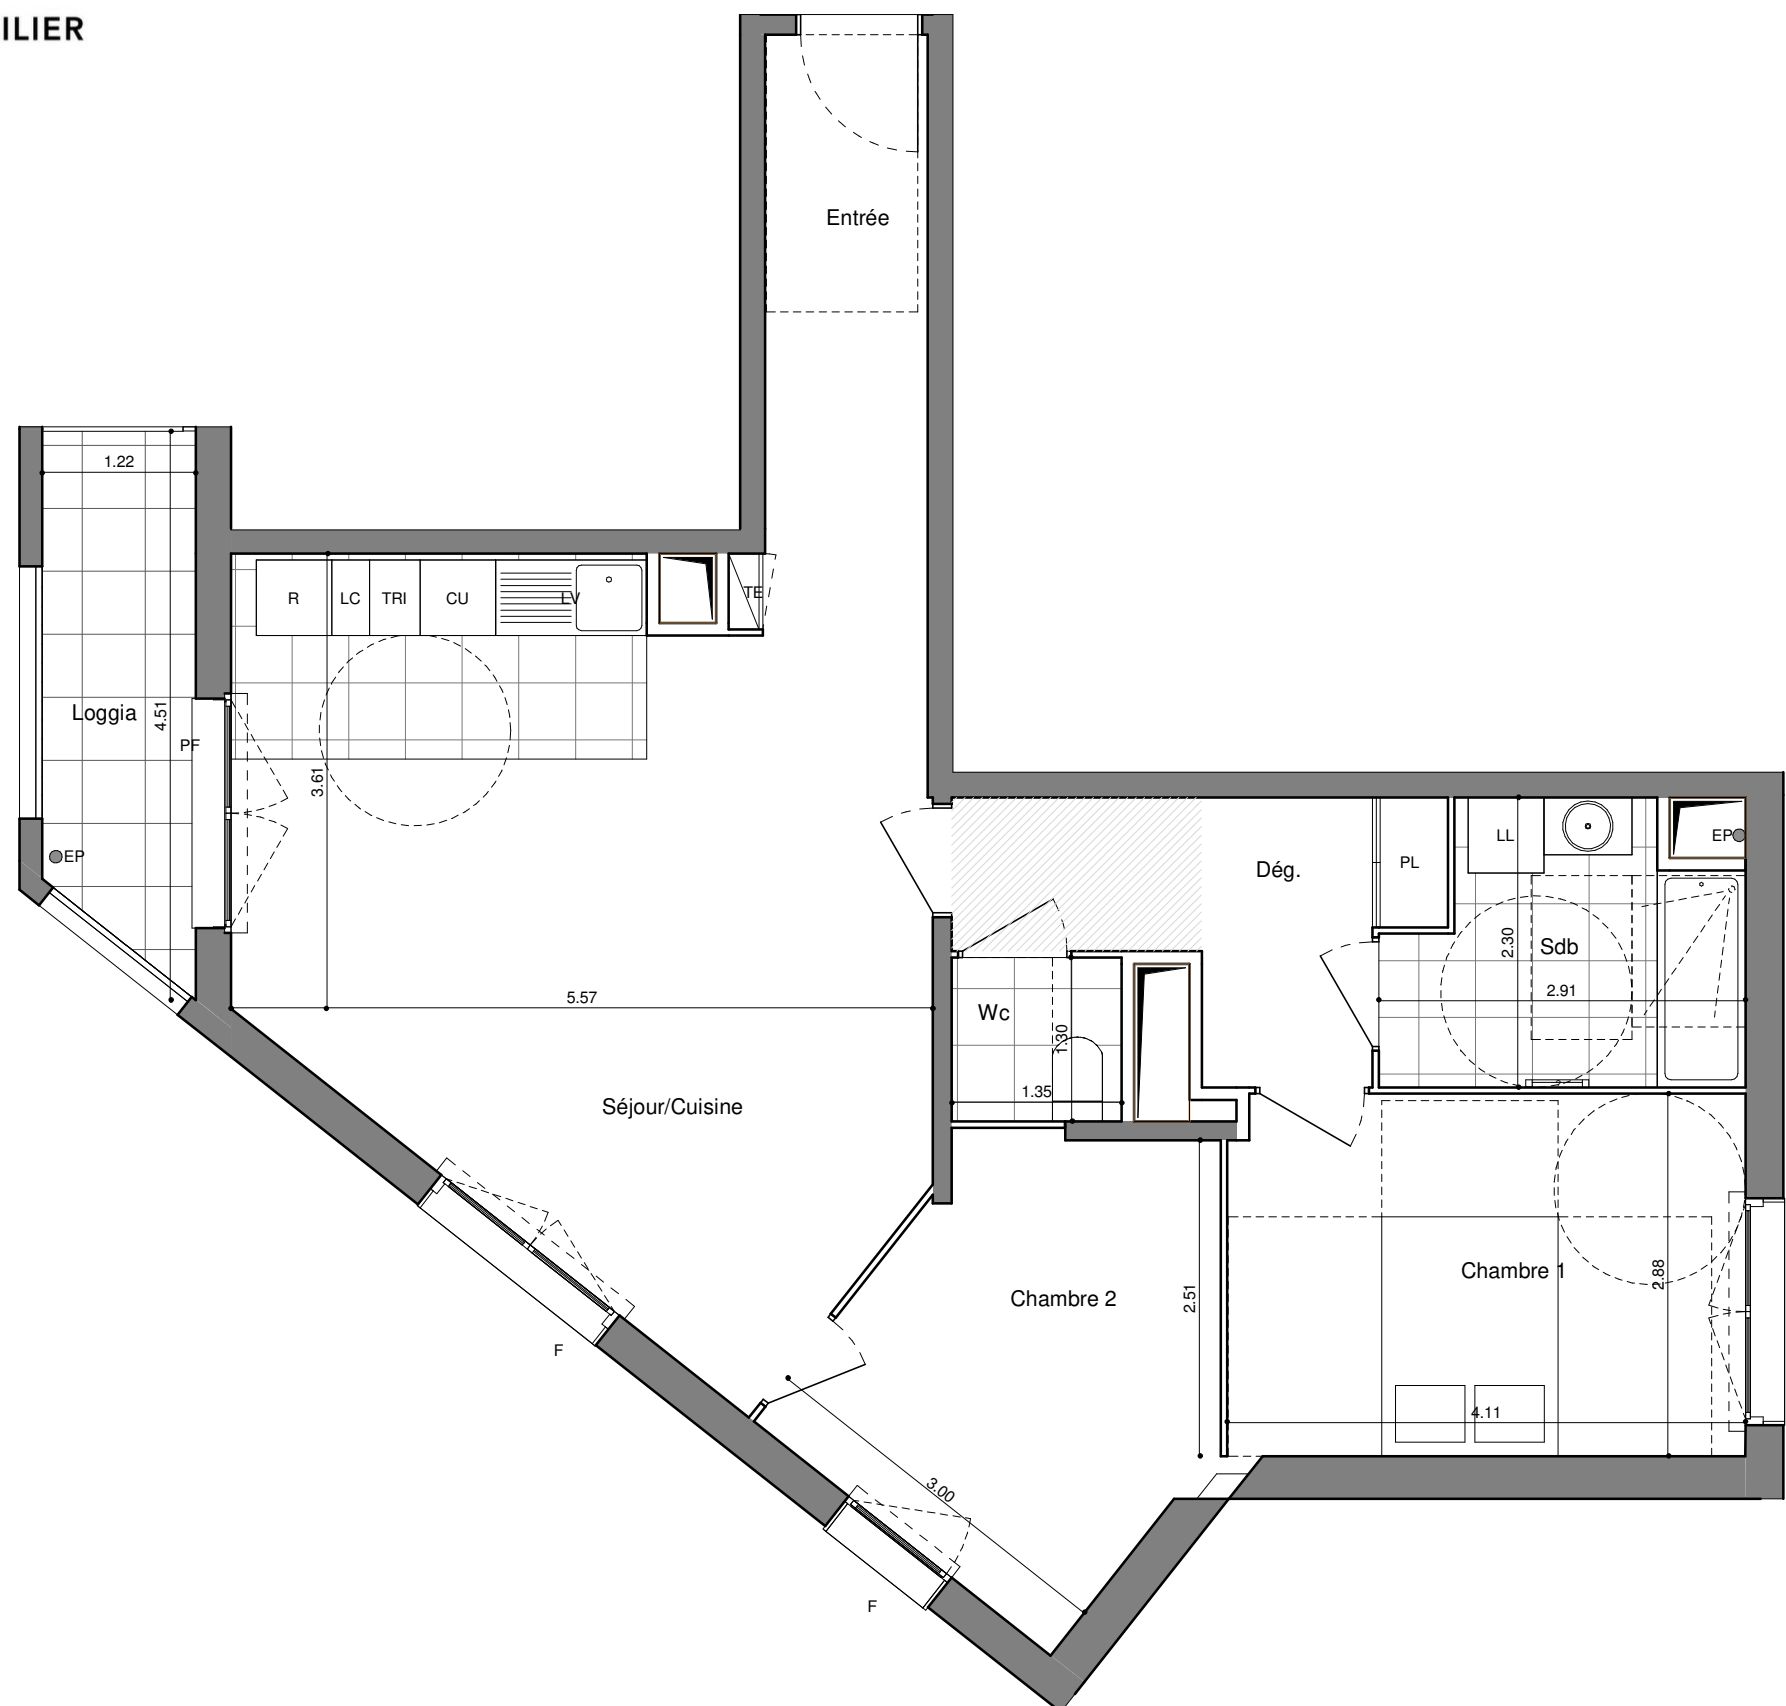 ILIER
Entrée
1.22
R
LC
TRI
CU
LV
TE
Loggia
4.51
PF
3.61
EP
LL
EP
PL
Dég.
2.30
Sdb
2.91
5.57
Wc
1.30
1.35
Séjour/Cuisine
Chambre 1
2.88
Chambre 2
2.51
F
4.11
3.00
F